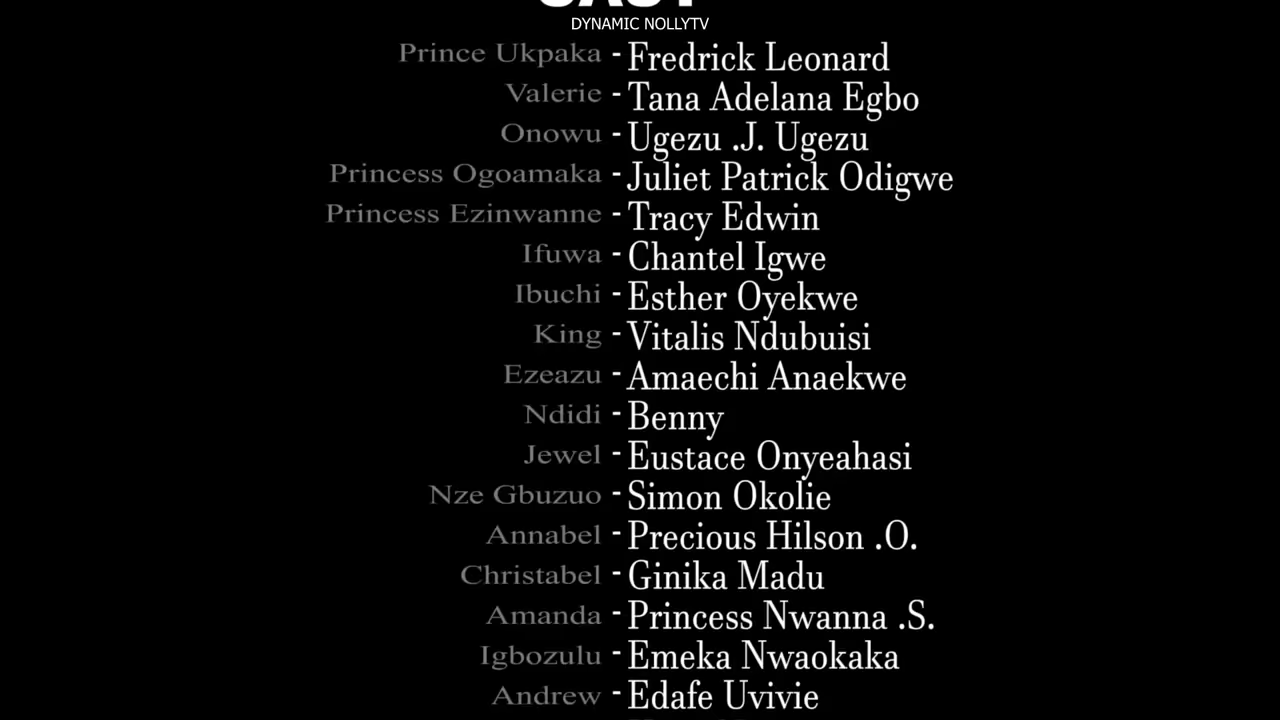 DYNAMIC NOLLYTV
Prince Ukpaka - Fredrick Leonard
Valerie - Tana Adelana Egbo
Onowu - Ugezu .J. Ugezu
Princess Ogoamaka - Juliet Patrick Odigwe
Princess Ezinwanne - Tracy Edwin
Ifuwa - Chantel Igwe
Ibuchi - Esther Oyekwe
King - Vitalis Ndubuisi
Ezeazu - Amaechi Anaekwe
Ndidi - Benny
Jewel - Eustace Onyeahasi
Nze Gbuzuo - Simon Okolie
Annabel - Precious Hilson .O.
Christabel - Ginika Madu
Amanda - Princess Nwanna .S.
Igbozulu - Emeka Nwaokaka
Andrew - Edafe Uvivie